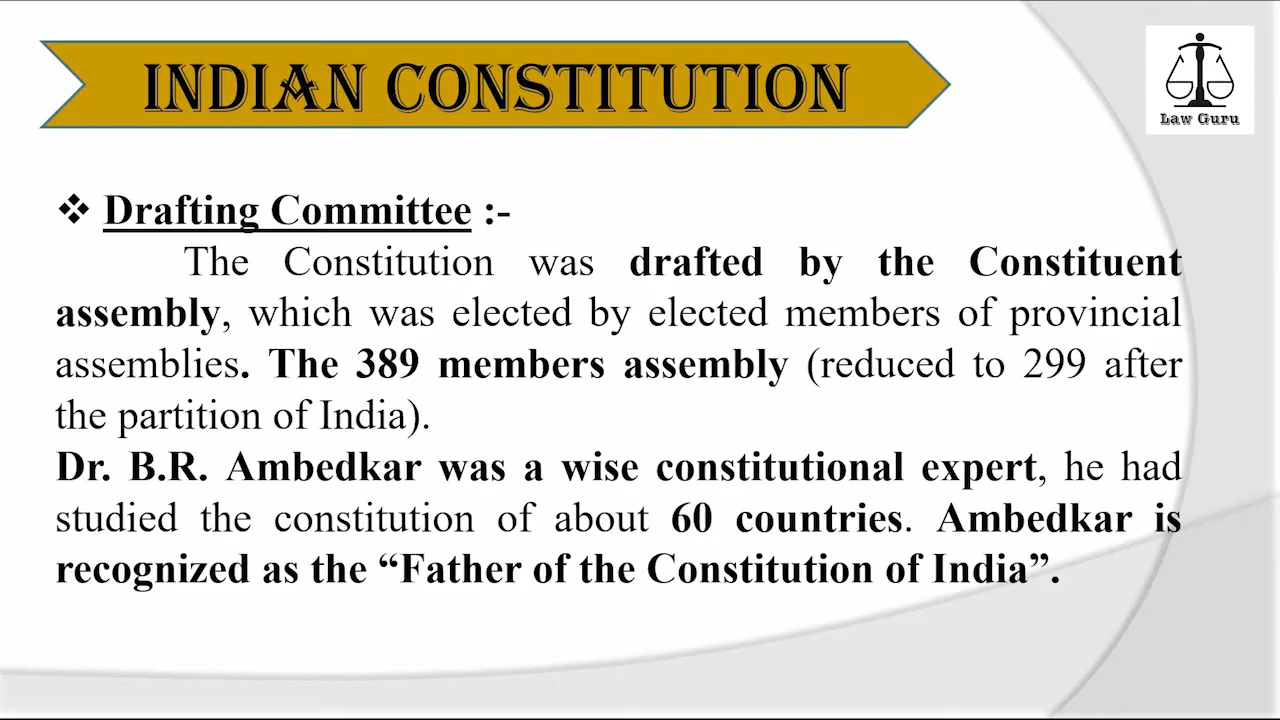 INDIAN CONSTITUTION
Law Guru
❖ Drafting Committee :-
The Constitution was drafted by the Constituent
assembly, which was elected by elected members of provincial
assemblies. The 389 members assembly (reduced to 299 after
the partition of India).
Dr. B.R. Ambedkar was a wise constitutional expert, he had
studied the constitution of about 60 countries. Ambedkar is
recognized as the “Father of the Constitution of India”.